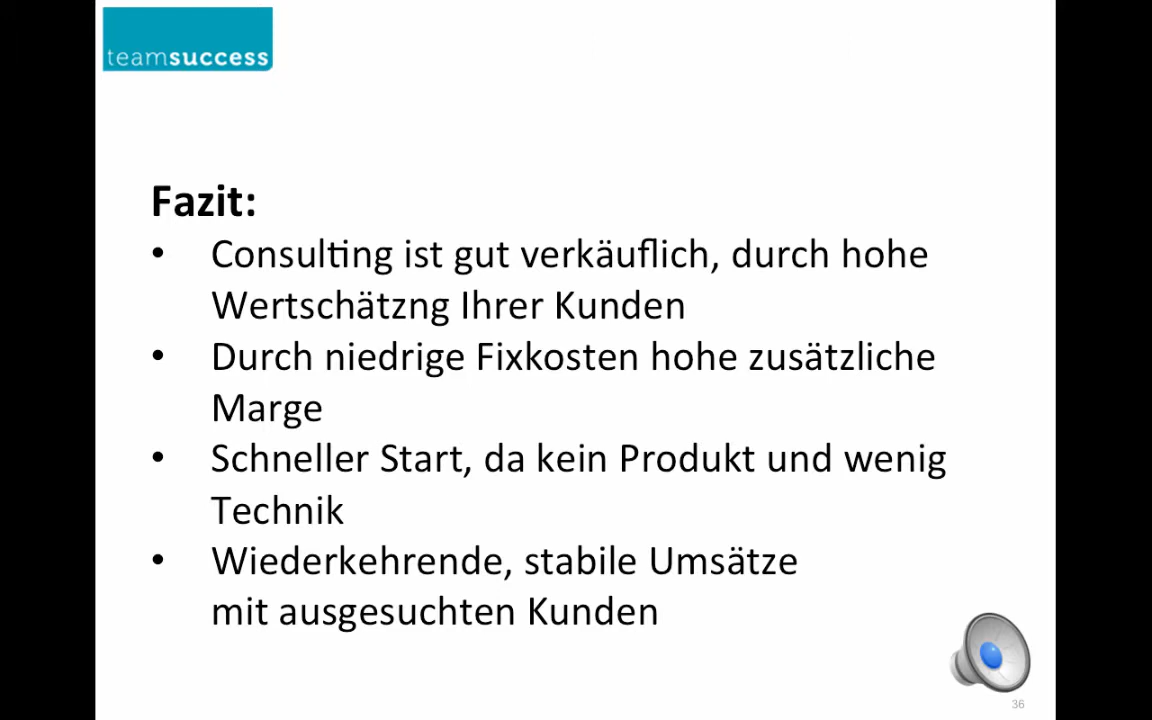 teamsuccess
Fazit:
• Consulting ist gut verkäuflich, durch hohe
Wertschätzng Ihrer Kunden
• Durch niedrige Fixkosten hohe zusätzliche
Marge
• Schneller Start, da kein Produkt und wenig
Technik
• Wiederkehrende, stabile Umsätze
mit ausgesuchten Kunden
36